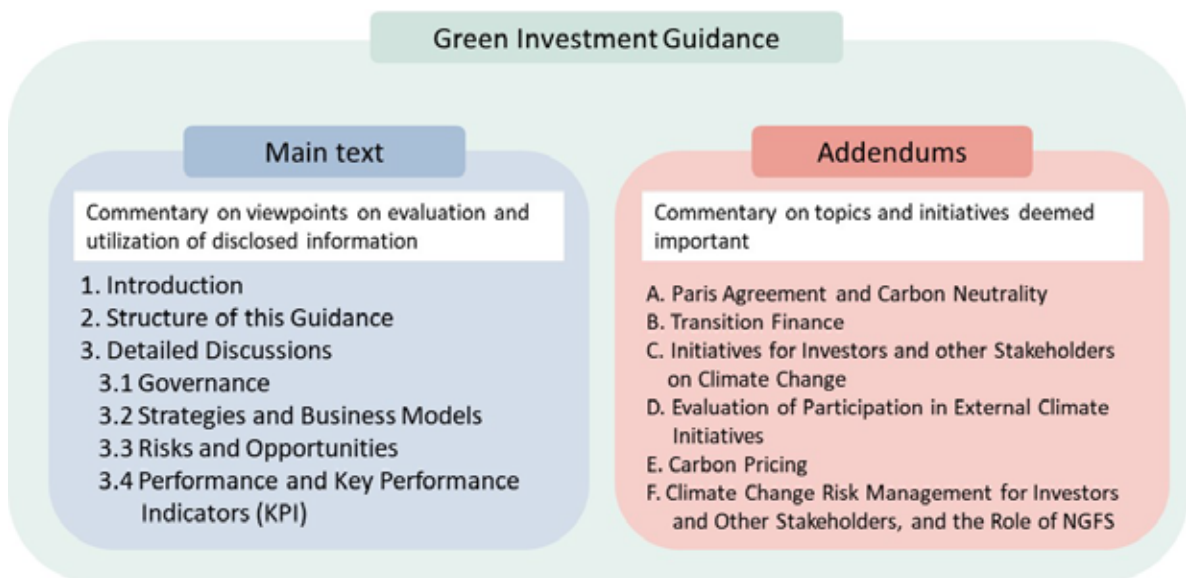 Green Investment Guidance
Main text
Commentary on viewpoints on evaluation and
utilization of disclosed information
1. Introduction
2. Structure of this Guidance
3. Detailed Discussions
3.1 Governance
3.2 Strategies and Business Models
3.3 Risks and Opportunities
3.4 Performance and Key Performance
Indicators (KPI)
Addendums
Commentary on topics and initiatives deemed
important
A. Paris Agreement and Carbon Neutrality
B. Transition Finance
C. Initiatives for Investors and other Stakeholders
on Climate Change
D. Evaluation of Participation in External Climate
Initiatives
E. Carbon Pricing
F. Climate Change Risk Management for Investors
and Other Stakeholders, and the Role of NGFS